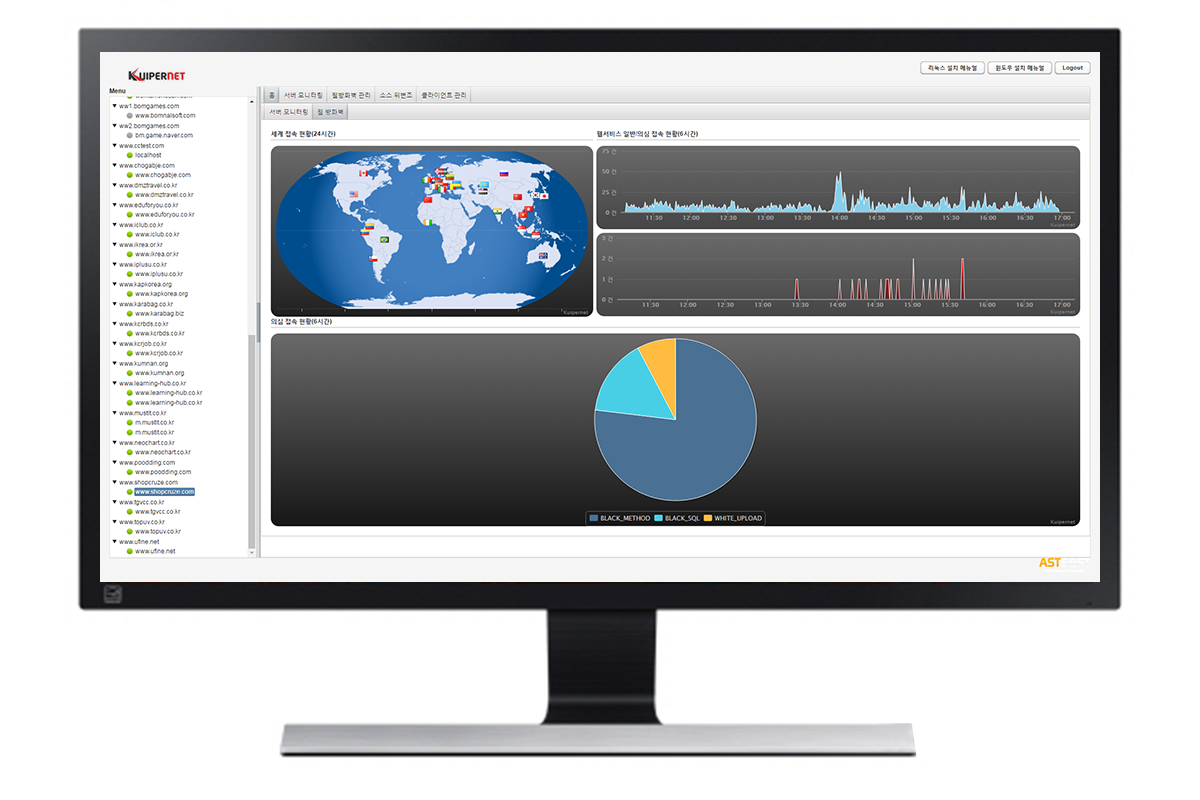 KUIPERNET
리눅스 설치 메뉴얼
윈도우 설치 메뉴얼
Logout
Menu
ww1.bomgames.com
www.bomnalsoft.com
ww2.bomgames.com
bm.game.naver.com
www.cctest.com
localhost
www.chogabje.com
www.chogabje.com
www.dmztravel.co.kr
www.dmztravel.co.kr
www.eduforyou.co.kr
www.eduforyou.co.kr
www.iclub.co.kr
www.iclub.co.kr
www.ikrea.or.kr
www.ikrea.or.kr
www.iplusu.co.kr
www.iplusu.co.kr
www.kapkorea.org
www.kapkorea.org
www.karabag.co.kr
www.karabag.biz
www.kcrbds.co.kr
www.kcrbds.co.kr
www.kcrjob.co.kr
www.kcrjob.co.kr
www.kumnan.org
www.kumnan.org
www.learning-hub.co.kr
www.learning-hub.co.kr
www.learning-hub.co.kr
www.mustit.co.kr
m.mustit.co.kr
m.mustit.co.kr
www.neochart.co.kr
www.neochart.co.kr
www.poodding.com
www.poodding.com
www.shopcruze.com
www.shopcruze.com
www.tgvcc.co.kr
www.tgvcc.co.kr
www.topuv.co.kr
www.topuv.co.kr
www.ufine.net
www.ufine.net
홈 서버 모니터링 웹방화벽 관리 소스 위변조 클라이언트 관리
서버 모니터링 웹 방화벽
세계 접속 현황(24시간)
Kuipernet
웹서비스 일반/의심 접속 현황(6시간)
75 건
50 건
25 건
0 건
11:30 12:00 12:30 13:00 13:30 14:00 14:30 15:00 15:30 16:00 16:30 17:00
Kuipernet
3 건
2 건
1 건
0 건
11:30 12:00 12:30 13:00 13:30 14:00 14:30 15:00 15:30 16:00 16:30 17:00
Kuipernet
의심 접속 현황(6시간)
BLACK_METHOD BLACK_SQL WHITE_UPLOAD
Kuipernet
AST